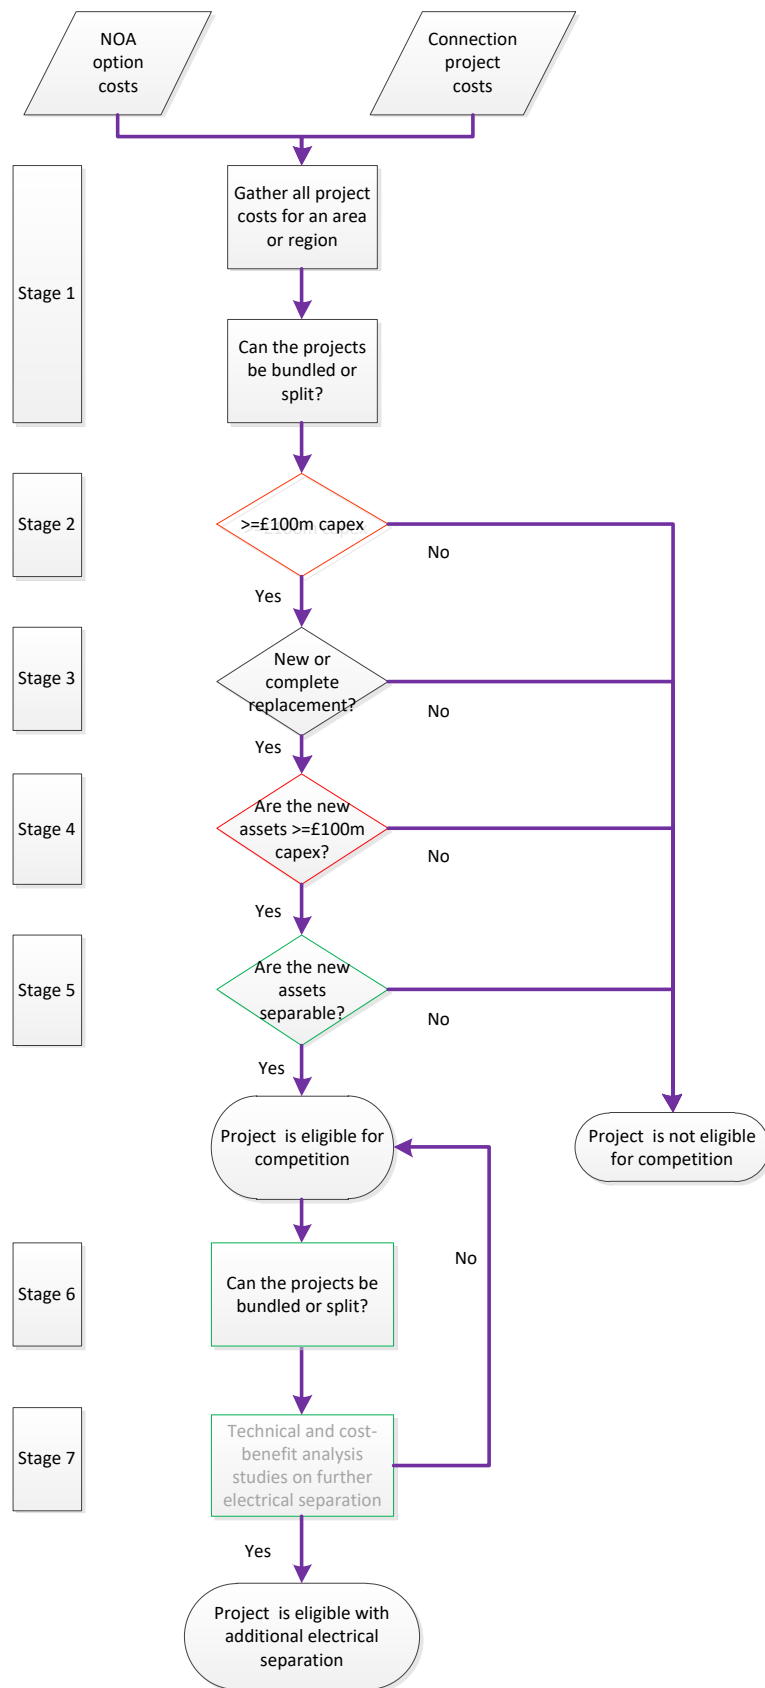 NOA
option
costs
Connection
project
costs
Stage 1
Gather all project
costs for an area
or region
Can the projects
be bundled or
split?
Stage 2
>=£100m capex
No
Yes
Stage 3
New or
complete
replacement?
No
Yes
Stage 4
Are the new
assets >=£100m
capex?
No
Yes
Stage 5
Are the new
assets
separable?
No
Yes
Project is eligible for
competition
Project is not eligible
for competition
Stage 6
Can the projects be
bundled or split?
No
Stage 7
Technical and cost-
benefit analysis
studies on further
electrical separation
Yes
Project is eligible with
additional electrical
separation